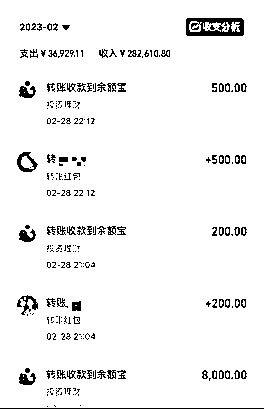 2023-02
收支分析
支出 ¥ 36,929.11 收入 ¥ 282,610.80
转账收款到余额宝 500.00
投资理财
02-28 22:12
转 +500.00
转账红包
02-28 22:12
转账收款到余额宝 200.00
投资理财
02-28 21:04
转账 +200.00
转账红包
02-28 21:04
转账收款到余额宝 8,000.00
投资理财